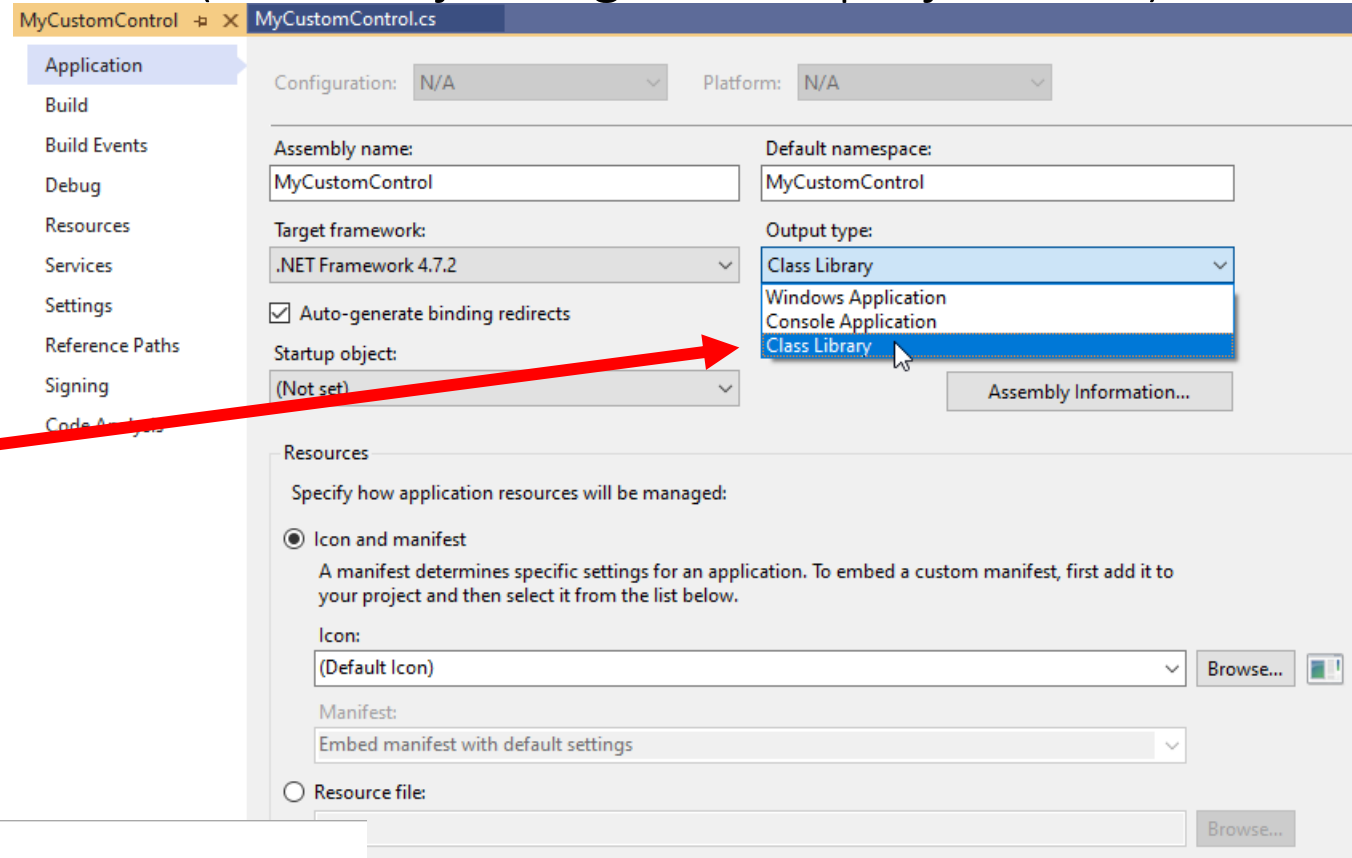 MyCustomControl
MyCustomControl.cs
Application
Build
Build Events
Debug
Resources
Services
Settings
Reference Paths
Signing
Configuration: N/A Platform: N/A
Assembly name: Default namespace:
MyCustomControl MyCustomControl
Target framework: Output type:
.NET Framework 4.7.2 Class Library
Windows Application
Console Application
Class Library
Auto-generate binding redirects
Startup object:
(Not set)
Assembly Information...
Resources
Specify how application resources will be managed:
Icon and manifest
A manifest determines specific settings for an application. To embed a custom manifest, first add it to
your project and then select it from the list below.
Icon:
(Default Icon) Browse...
Manifest:
Embed manifest with default settings
Resource file:
Browse...